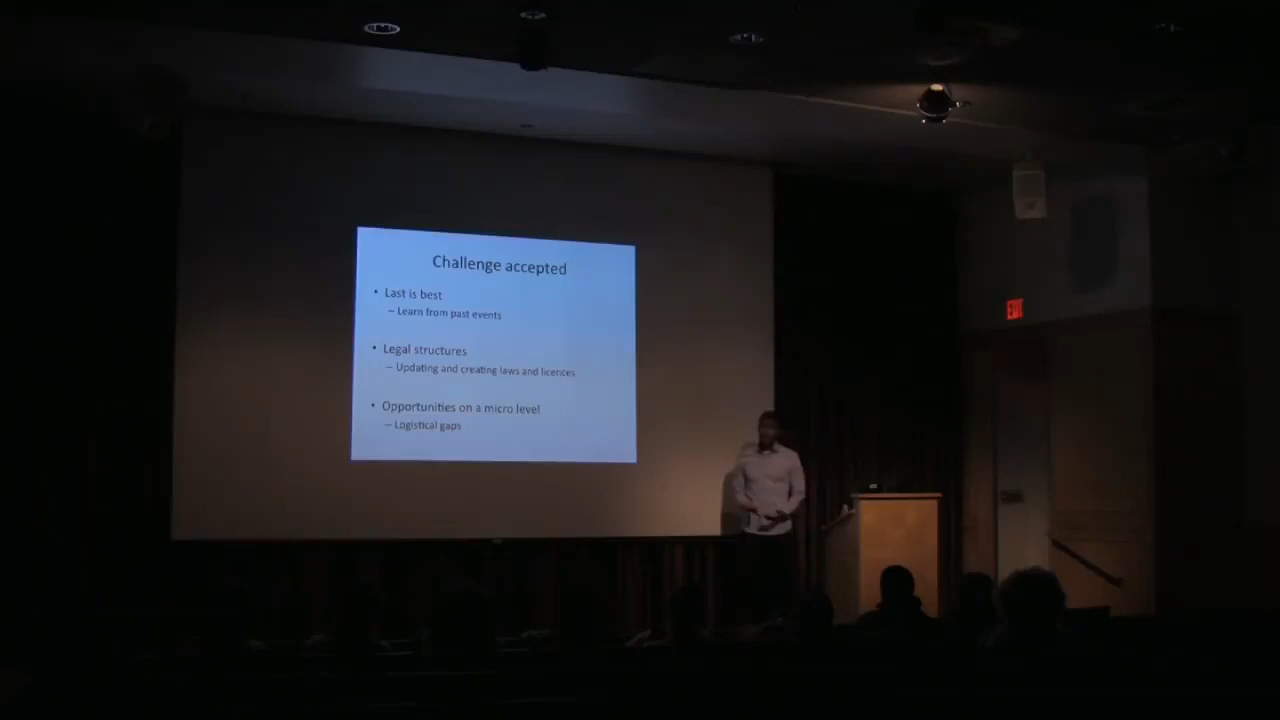 Challenge accepted
• Last is best
– Learn from past events
• Legal structures
– Updating and creating laws and licences
• Opportunities on a micro level
– Logistical gaps
EXIT